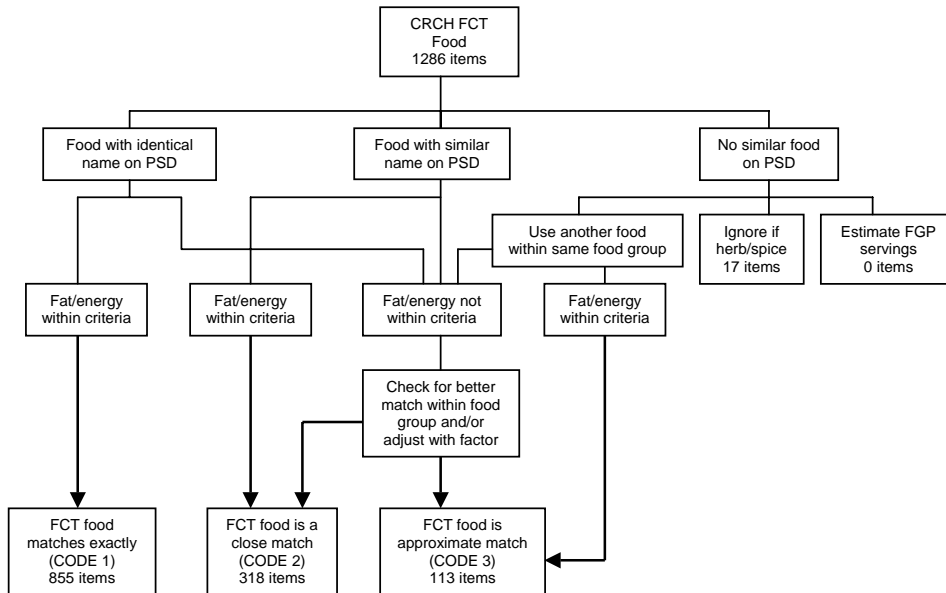 CRCH FCT
Food
1286 items
Food with identical
name on PSD
Food with similar
name on PSD
No similar food
on PSD
Use another food
within same food group
Ignore if
herb/spice
17 items
Estimate FGP
servings
0 items
Fat/energy
within criteria
Fat/energy
within criteria
Fat/energy not
within criteria
Fat/energy
within criteria
Check for better
match within food
group and/or
adjust with factor
FCT food
matches exactly
(CODE 1)
855 items
FCT food is a
close match
(CODE 2)
318 items
FCT food is
approximate match
(CODE 3)
113 items